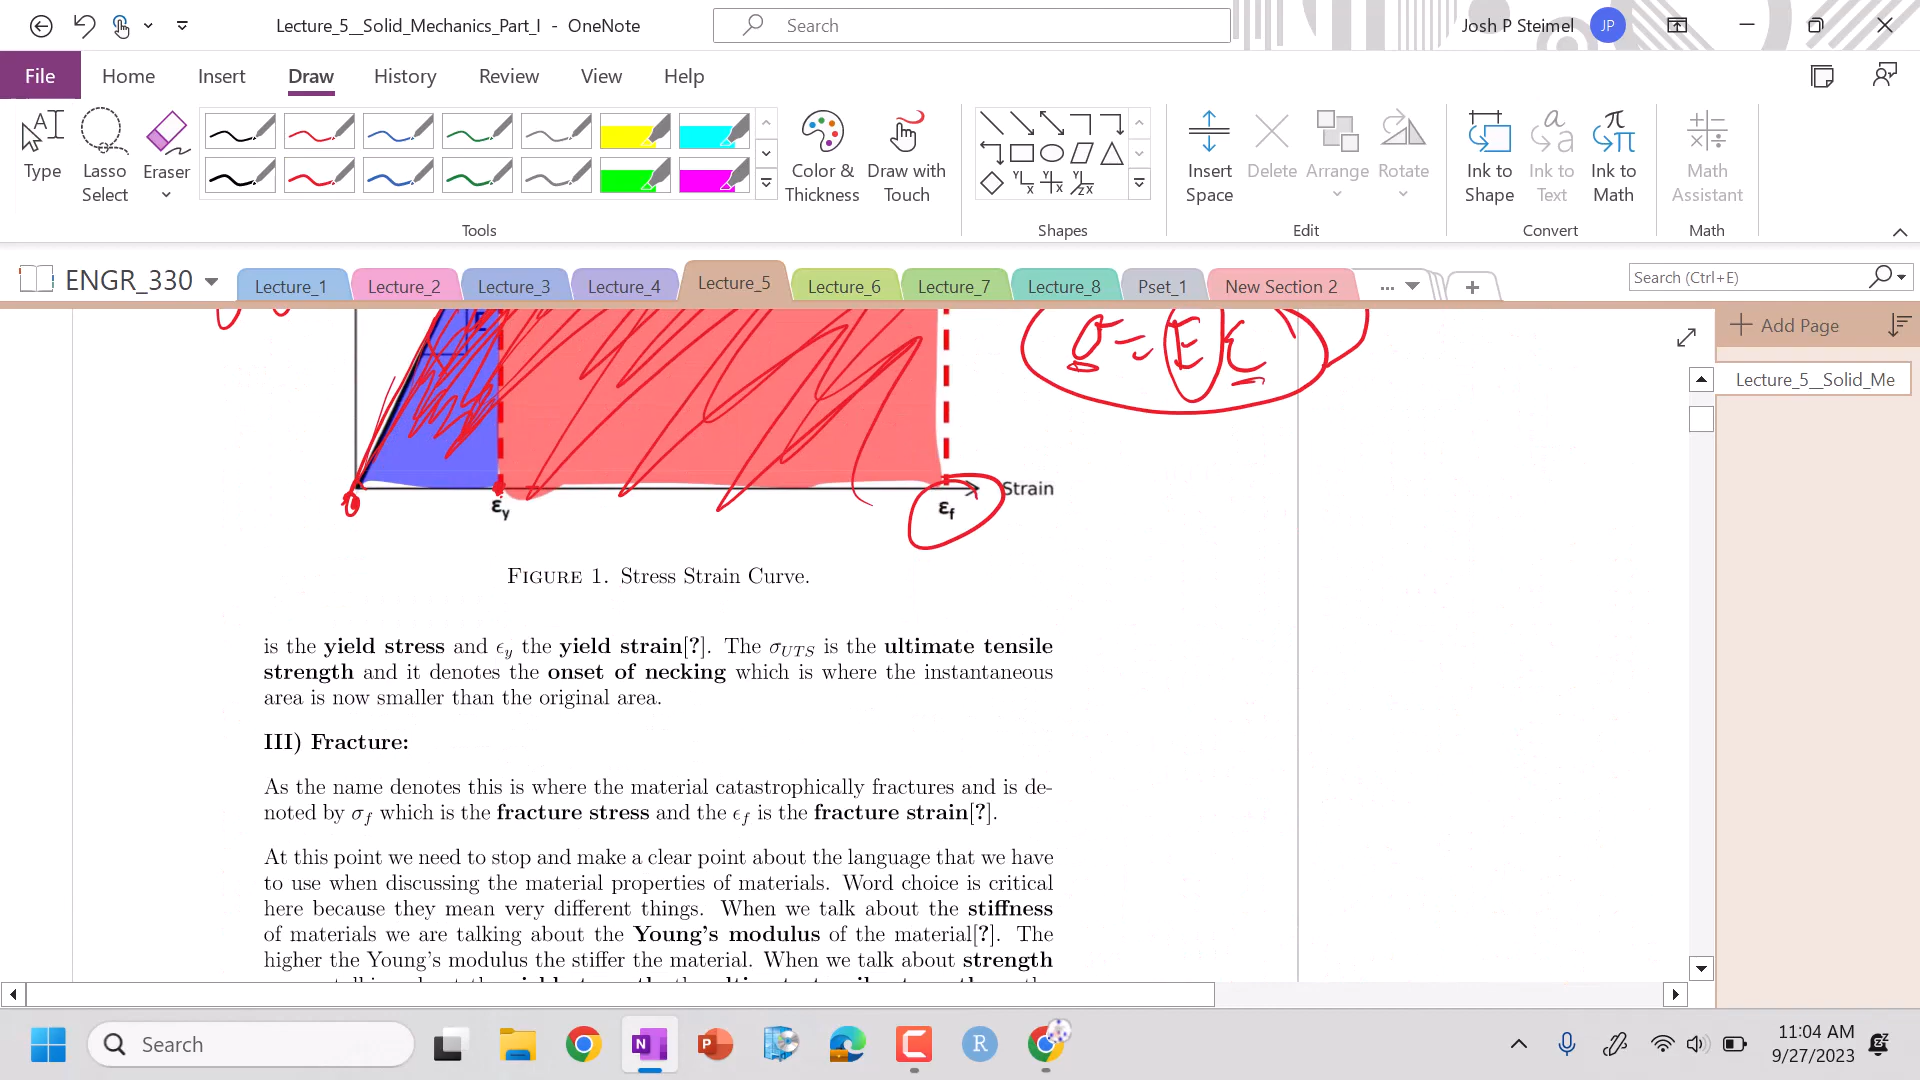 Lecture_5__Solid_Mechanics_Part_I - OneNote
Search
Josh P Steimel
JP
File
Home
Insert
Draw
History
Review
View
Help
Type
Lasso Select
Eraser
Color & Thickness
Draw with Touch
Insert Space
Delete
Arrange
Rotate
Ink to Shape
Ink to Text
Ink to Math
Math Assistant
Tools
Shapes
Edit
Convert
Math
ENGR_330
Lecture_1
Lecture_2
Lecture_3
Lecture_4
Lecture_5
Lecture_6
Lecture_7
Lecture_8
Pset_1
New Section 2
...
Search (Ctrl+E)
Add Page
Lecture_5__Solid_Me
σ = E ε
Strain
εy
εf
FIGURE 1. Stress Strain Curve.
is the yield stress and ϵy the yield strain[?]. The σUTS is the ultimate tensile
strength and it denotes the onset of necking which is where the instantaneous
area is now smaller than the original area.
III) Fracture:
As the name denotes this is where the material catastrophically fractures and is de-
noted by σf which is the fracture stress and the ϵf is the fracture strain[?].
At this point we need to stop and make a clear point about the language that we have
to use when discussing the material properties of materials. Word choice is critical
here because they mean very different things. When we talk about the stiffness
of materials we are talking about the Young's modulus of the material[?]. The
higher the Young's modulus the stiffer the material. When we talk about strength
Search
11:04 AM
9/27/2023